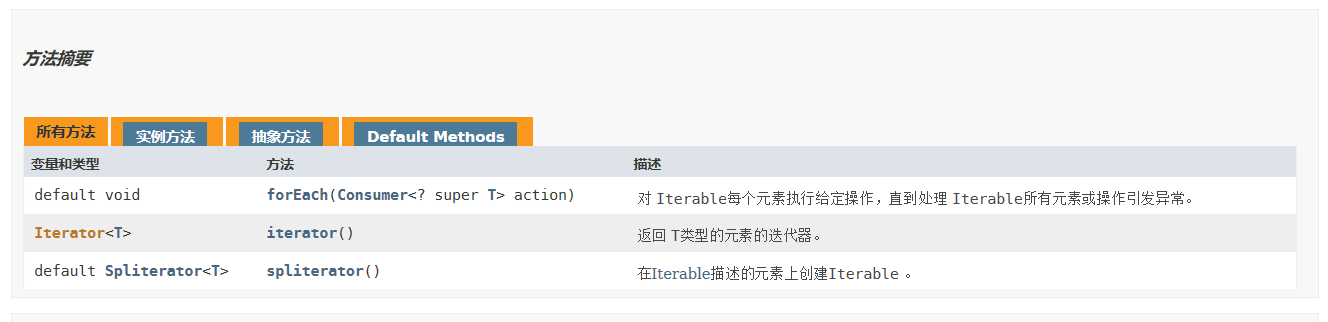 方法摘要
所有方法 实例方法 抽象方法 Default Methods
变量和类型 方法 描述
default void forEach(Consumer<? super T> action) 对 Iterable每个元素执行给定操作，直到处理 Iterable所有元素或操作引发异常。
Iterator<T> iterator() 返回 T类型的元素的迭代器。
default Spliterator<T> spliterator() 在Iterable描述的元素上创建Iterable 。